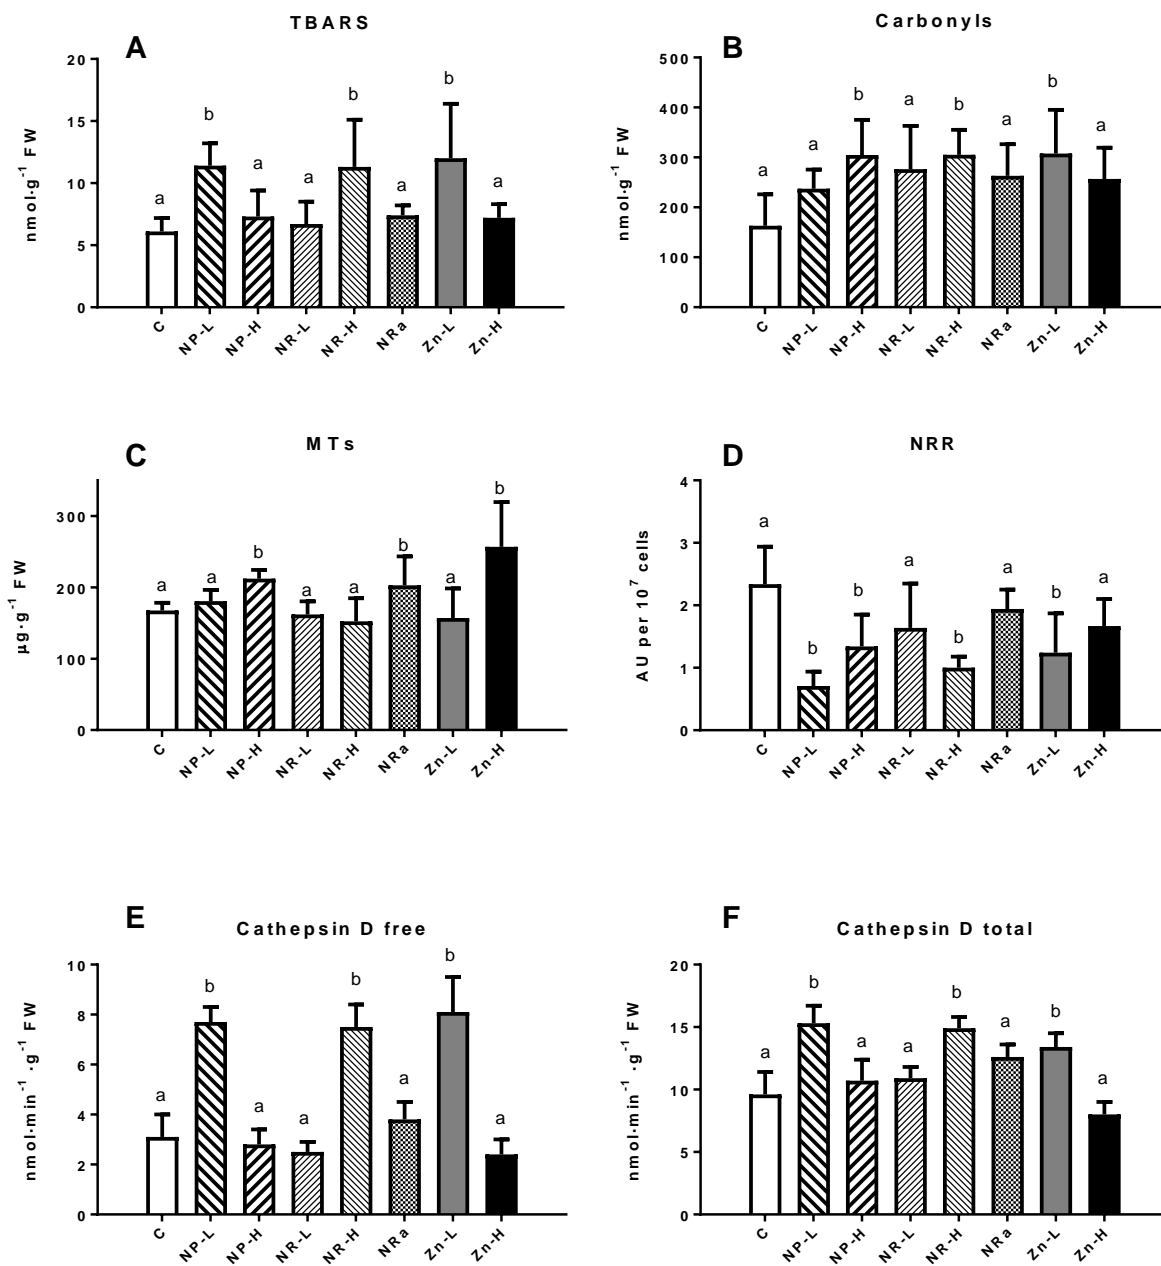 A
TBARS
nmol·g⁻¹ FW
20
15
10
5
0
a
b
a
a
b
a
b
a
C
NP-L
NP-H
NR-L
NR-H
NRa
Zn-L
Zn-H
B
Carbonyls
nmol·g⁻¹ FW
500
400
300
200
100
0
a
a
b
a
b
a
b
a
C
NP-L
NP-H
NR-L
NR-H
NRa
Zn-L
Zn-H
C
MTs
µg·g⁻¹ FW
300
200
100
0
a
a
b
a
a
b
a
b
C
NP-L
NP-H
NR-L
NR-H
NRa
Zn-L
Zn-H
D
NRR
AU per 10⁷ cells
4
3
2
1
0
a
b
b
a
b
a
b
a
C
NP-L
NP-H
NR-L
NR-H
NRa
Zn-L
Zn-H
E
Cathepsin D free
nmol·min⁻¹ ·g⁻¹ FW
10
8
6
4
2
0
a
b
a
a
b
a
b
a
C
NP-L
NP-H
NR-L
NR-H
NRa
Zn-L
Zn-H
F
Cathepsin D total
nmol·min⁻¹ ·g⁻¹ FW
20
15
10
5
0
a
b
a
a
b
a
b
a
C
NP-L
NP-H
NR-L
NR-H
NRa
Zn-L
Zn-H